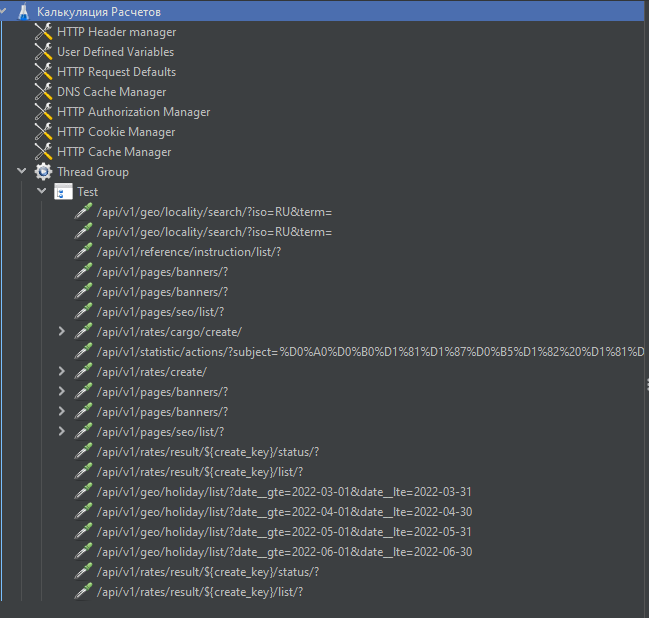 Калькуляция Расчетов
HTTP Header manager
User Defined Variables
HTTP Request Defaults
DNS Cache Manager
HTTP Authorization Manager
HTTP Cookie Manager
HTTP Cache Manager
Thread Group
Test
/api/v1/geo/locality/search/?iso=RU&term=
/api/v1/geo/locality/search/?iso=RU&term=
/api/v1/reference/instruction/list/?
/api/v1/pages/banners/?
/api/v1/pages/banners/?
/api/v1/pages/seo/list/?
/api/v1/rates/cargo/create/
/api/v1/statistic/actions/?subject=%D0%A0%D0%B0%D1%81%D1%87%D0%B5%D1%82%20%D1%81%D
/api/v1/rates/create/
/api/v1/pages/banners/?
/api/v1/pages/banners/?
/api/v1/pages/seo/list/?
/api/v1/rates/result/${create_key}/status/?
/api/v1/rates/result/${create_key}/list/?
/api/v1/geo/holiday/list/?date__gte=2022-03-01&date__lte=2022-03-31
/api/v1/geo/holiday/list/?date__gte=2022-04-01&date__lte=2022-04-30
/api/v1/geo/holiday/list/?date__gte=2022-05-01&date__lte=2022-05-31
/api/v1/geo/holiday/list/?date__gte=2022-06-01&date__lte=2022-06-30
/api/v1/rates/result/${create_key}/status/?
/api/v1/rates/result/${create_key}/list/?